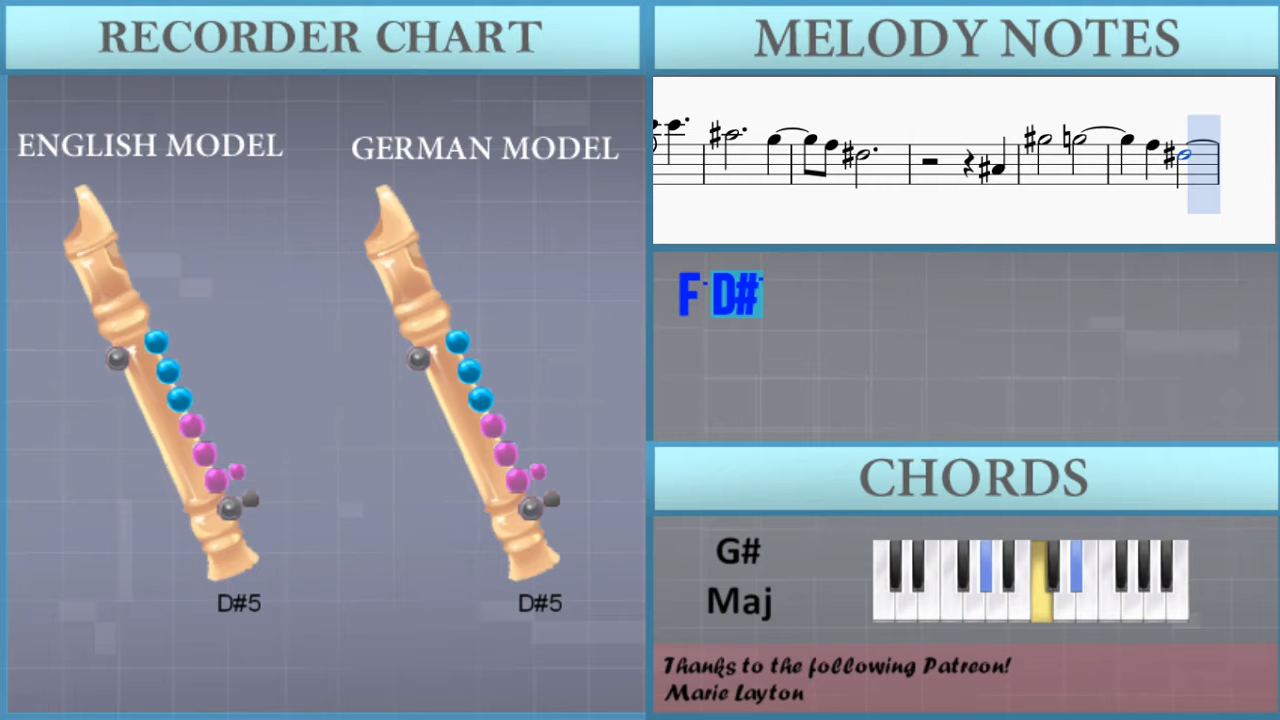 RECORDER CHART
ENGLISH MODEL
GERMAN MODEL
D#5
D#5
MELODY NOTES
F- D#-
CHORDS
G#
Maj
Thanks to the following Patreon!
Marie Layton